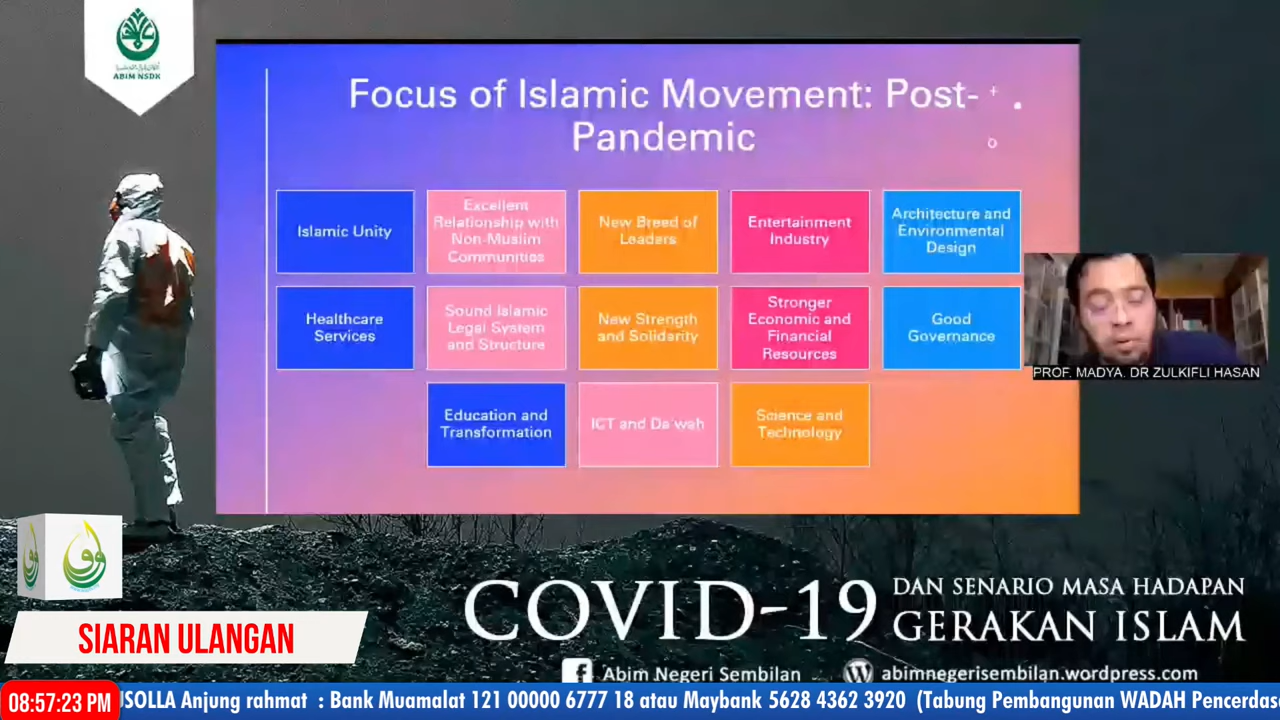 ABIM NSDK
Focus of Islamic Movement: Post-
Pandemic
Islamic Unity
Excellent
Relationship with
Non-Muslim
Communities
New Breed of
Leaders
Entertainment
Industry
Architecture and
Environmental
Design
Healthcare
Services
Sound Islamic
Legal System
and Structure
New Strength
and Solidarity
Stronger
Economic and
Financial
Resources
Good
Governance
Education and
Transformation
ICT and Da'wah
Science and
Technology
PROF. MADYA. DR ZULKIFLI HASAN
COVID-19
DAN SENARIO MASA HADAPAN
GERAKAN ISLAM
SIARAN ULANGAN
Abim Negeri Sembilan
abimnegerisembilan.wordpress.com
08:57:23 PM
USOLLA Anjung rahmat : Bank Muamalat 121 00000 6777 18 atau Maybank 5628 4362 3920 (Tabung Pembangunan WADAH Pencerdas